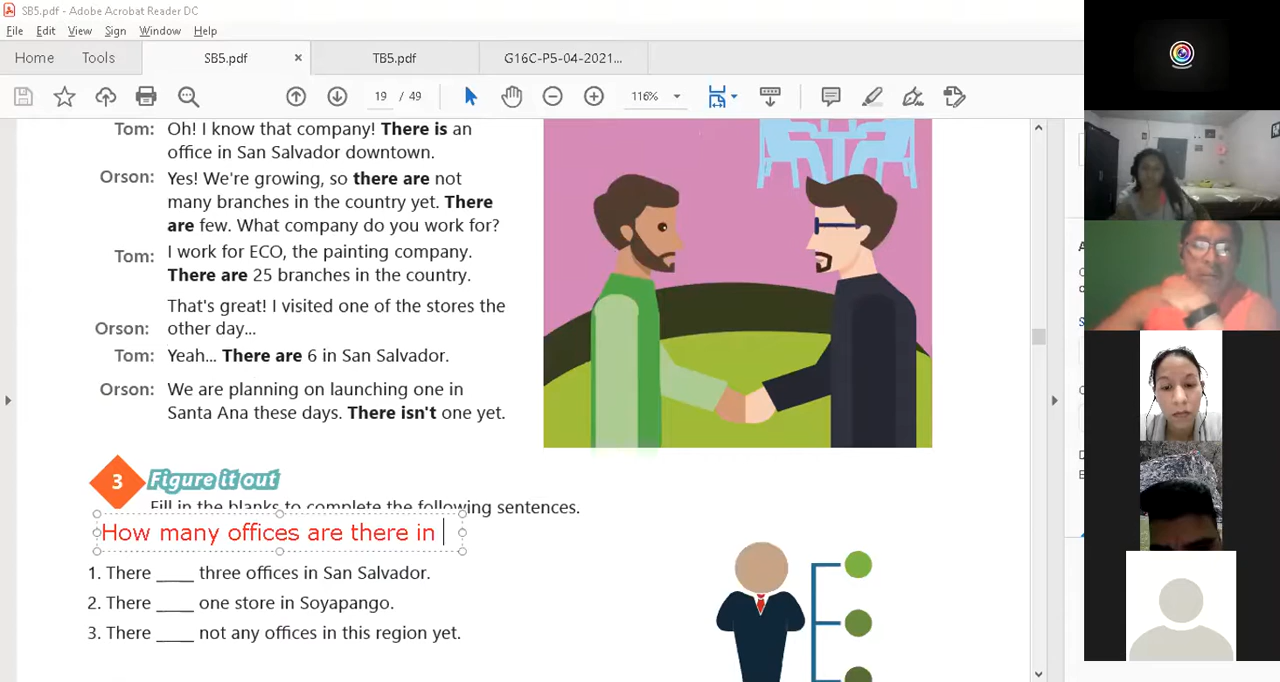 SB5.pdf - Adobe Acrobat Reader DC
File Edit View Sign Window Help
Home Tools SB5.pdf × TB5.pdf G16C-P5-04-2021...
19 / 49 116%
Tom: Oh! I know that company! There is an
office in San Salvador downtown.
Orson: Yes! We're growing, so there are not
many branches in the country yet. There
are few. What company do you work for?
Tom: I work for ECO, the painting company.
There are 25 branches in the country.
That's great! I visited one of the stores the
Orson: other day...
Tom: Yeah... There are 6 in San Salvador.
Orson: We are planning on launching one in
Santa Ana these days. There isn't one yet.
3 Figure it out
Fill in the blanks to complete the following sentences.
How many offices are there in
1. There ____ three offices in San Salvador.
2. There ____ one store in Soyapango.
3. There ____ not any offices in this region yet.